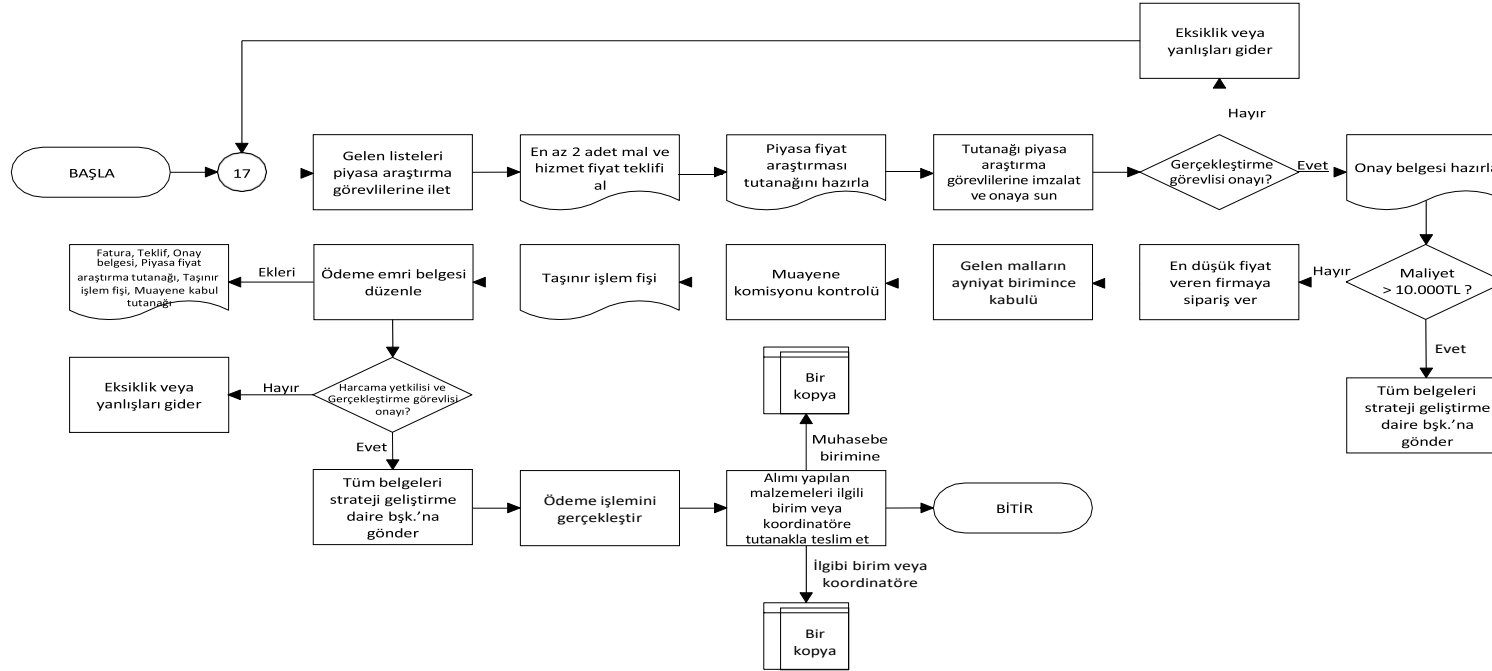 Eksiklik veya
yanlışları gider
Hayır
BAŞLA
17
Gelen listeleri
piyasa araştırma
görevlilerine ilet
En az 2 adet mal ve
hizmet fiyat teklifi
al
Piyasa fiyat
araştırması
tutanağını hazırla
Tutanağı piyasa
araştırma
görevlilerine imzalat
ve onaya sun
Gerçekleştirme
görevlisi onayı?
Evet
Onay belgesi hazırla
Fatura, Teklif, Onay
belgesi, Piyasa fiyat
araştırma tutanağı, Taşınır
işlem fişi, Muayene kabul
tutanağı
Ekleri
Ödeme emri belgesi
düzenle
Taşınır işlem fişi
Muayene
komisyonu kontrolü
Gelen malların
ayniyat birimince
kabulü
En düşük fiyat
veren firmaya
sipariş ver
Hayır
Maliyet
> 10.000TL ?
Evet
Tüm belgeleri
strateji geliştirme
daire bşk.’na
gönder
Eksiklik veya
yanlışları gider
Hayır
Harcama yetkilisi ve
Gerçekleştirme görevlisi
onayı?
Evet
Bir
kopya
Muhasebe
birimine
Tüm belgeleri
strateji geliştirme
daire bşk.’na
gönder
Ödeme işlemini
gerçekleştir
Alımı yapılan
malzemeleri ilgili
birim veya
koordinatöre
tutanakla teslim et
BİTİR
İlgibi birim veya
koordinatöre
Bir
kopya